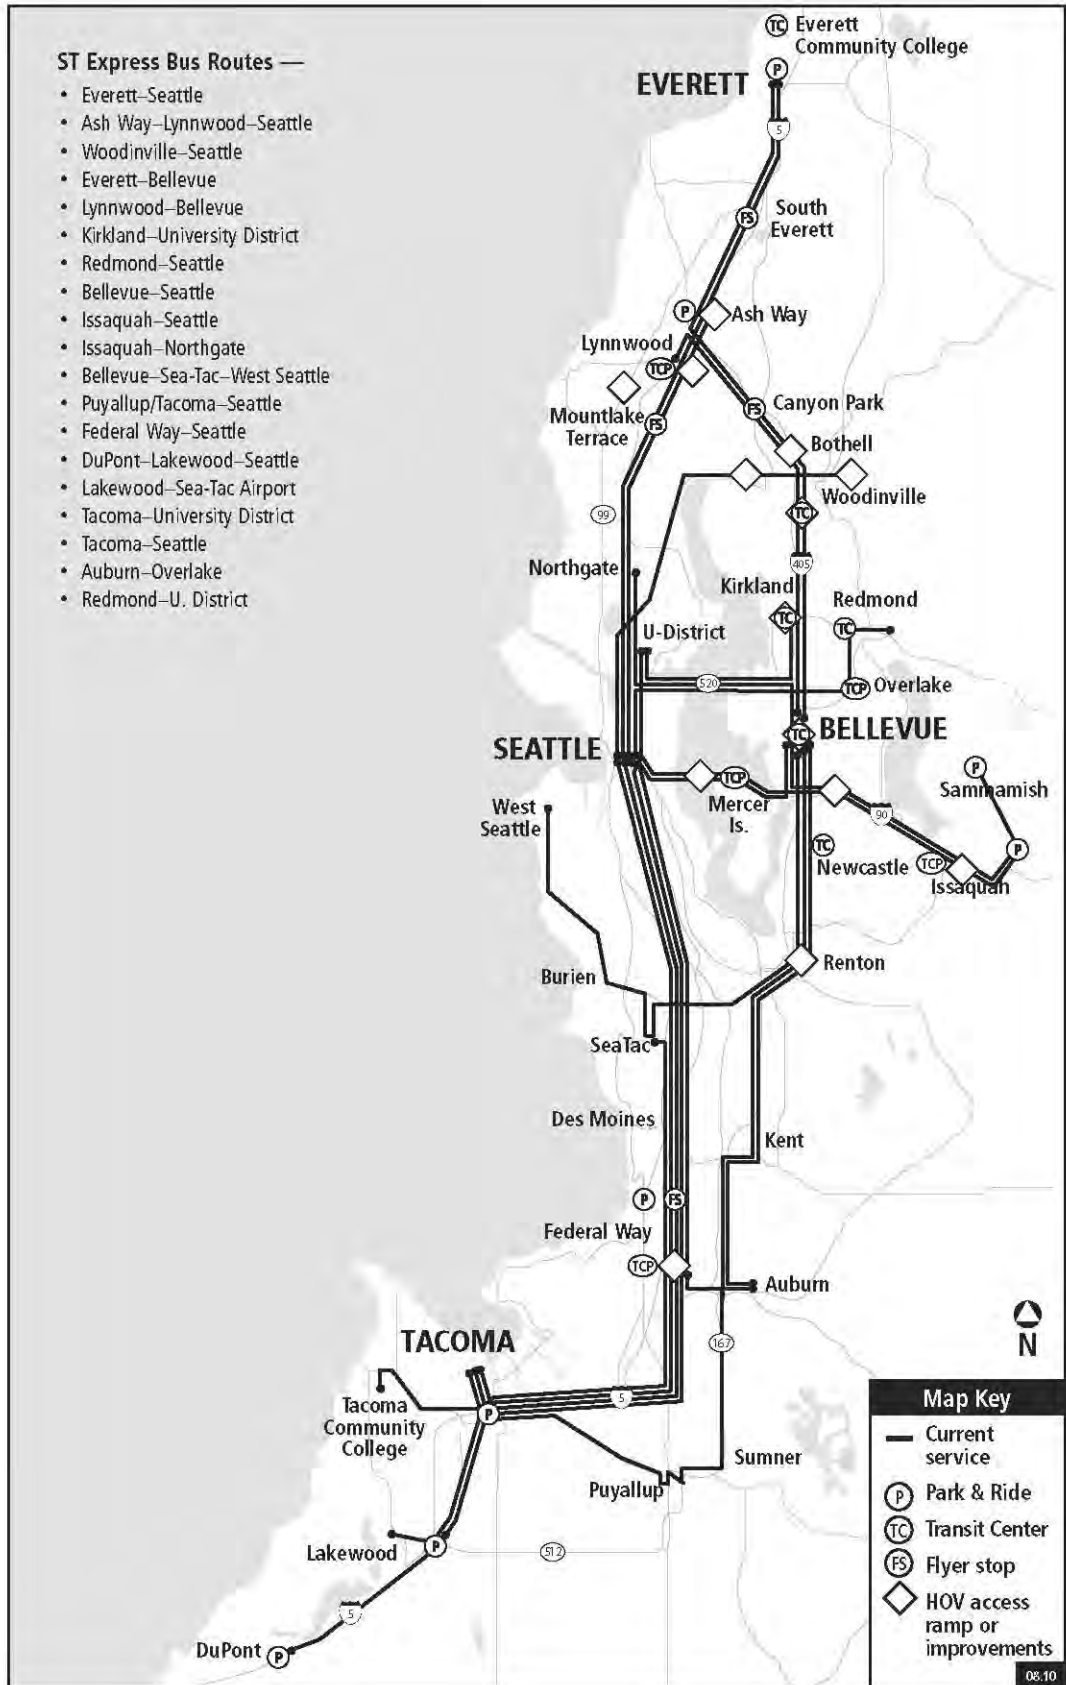 ST Express Bus Routes —
• Everett–Seattle
• Ash Way–Lynnwood–Seattle
• Woodinville–Seattle
• Everett–Bellevue
• Lynnwood–Bellevue
• Kirkland–University District
• Redmond–Seattle
• Bellevue–Seattle
• Issaquah–Seattle
• Issaquah–Northgate
• Bellevue–Sea-Tac–West Seattle
• Puyallup/Tacoma–Seattle
• Federal Way–Seattle
• DuPont–Lakewood–Seattle
• Lakewood–Sea-Tac Airport
• Tacoma–University District
• Tacoma–Seattle
• Auburn–Overlake
• Redmond–U. District
TC Everett
Community College
P
EVERETT
5
FS
South
Everett
P
Ash Way
Lynnwood
TCP
FS
Canyon Park
Mountlake
Terrace
FS
Bothell
Woodinville
99
TC
405
Northgate
Kirkland
Redmond
TC
TC
U-District
520
TCP
Overlake
SEATTLE
TC
BELLEVUE
P
Sammamish
TCP
Mercer
Is.
West
Seattle
90
TC
Newcastle
TCP
P
Issaquah
Renton
Burien
SeaTac
Des Moines
Kent
P
FS
Federal Way
TCP
Auburn
N
167
TACOMA
5
P
Tacoma
Community
College
Sumner
Puyallup
Lakewood
P
512
5
DuPont
P
Map Key
Current
service
P Park & Ride
TC Transit Center
FS Flyer stop
HOV access
ramp or
improvements
08.10